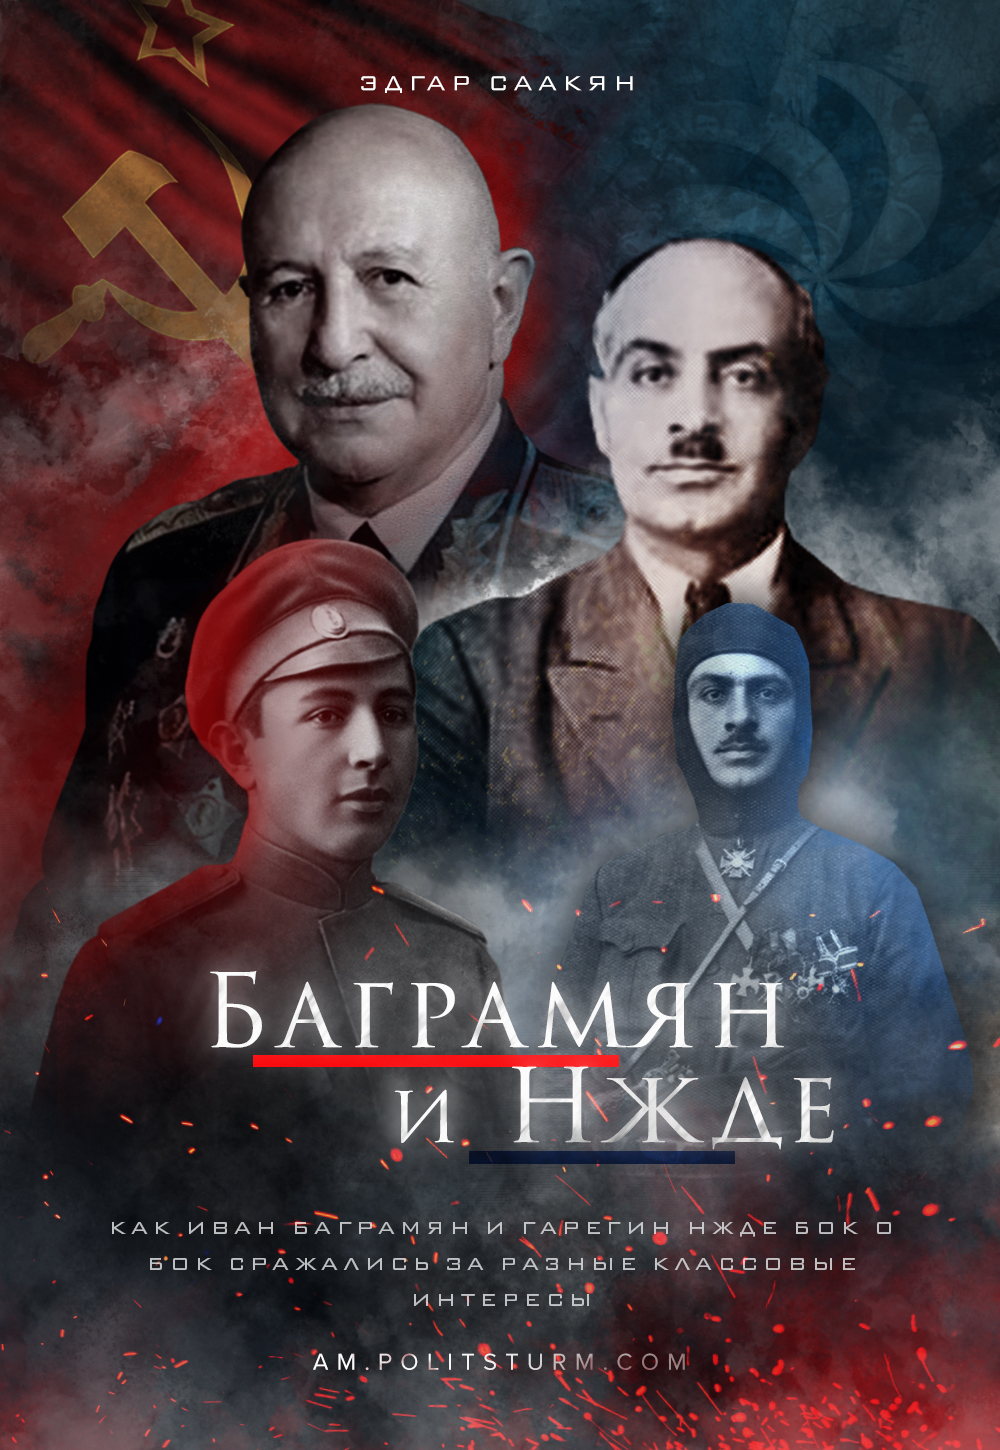 ЭДГАР СААКЯН
БАГРАМЯН
И НЖДЕ
КАК ИВАН БАГРАМЯН И ГАРЕГИН НЖДЕ БОК О
БОК СРАЖАЛИСЬ ЗА РАЗНЫЕ КЛАССОВЫЕ
ИНТЕРЕСЫ
AM.POLITSTURM.COM